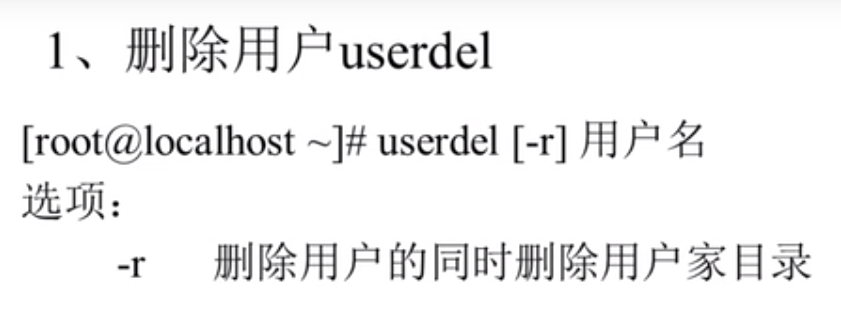 1、删除用户userdel
[root@localhost ~]# userdel [-r] 用户名
选项：
-r 删除用户的同时删除用户家目录